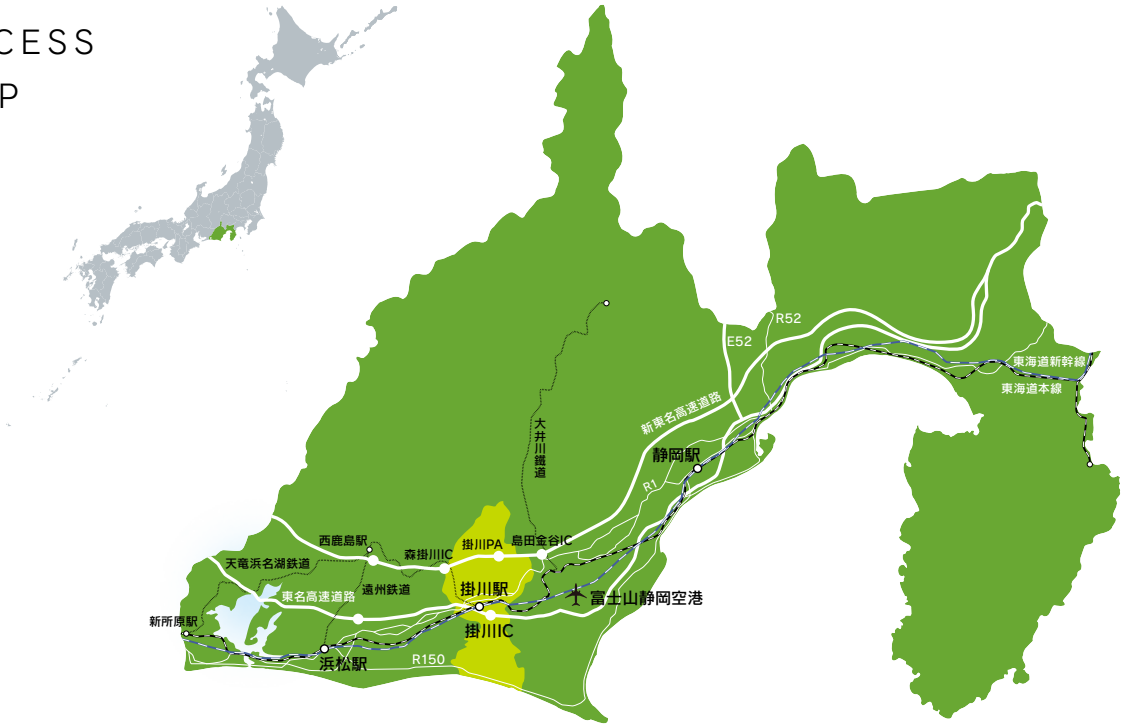 CESS
P
R52
E52
東海道新幹線
東海道本線
新東名高速道路
大井川鐵道
静岡駅
R1
西鹿島駅
森掛川IC
掛川PA
島田金谷IC
天竜浜名湖鉄道
遠州鉄道
東名高速道路
掛川駅
富士山静岡空港
新所原駅
掛川IC
浜松駅
R150